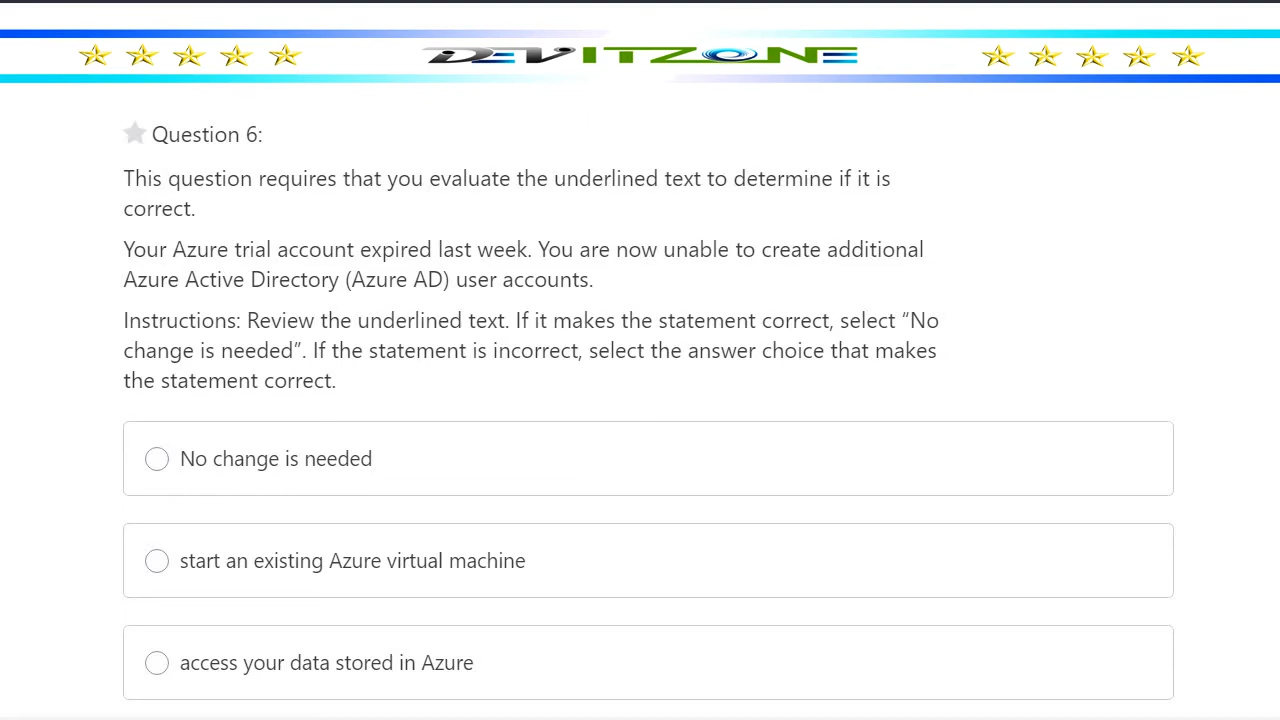 DEVITZONE
Question 6:
This question requires that you evaluate the underlined text to determine if it is
correct.
Your Azure trial account expired last week. You are now unable to create additional
Azure Active Directory (Azure AD) user accounts.
Instructions: Review the underlined text. If it makes the statement correct, select “No
change is needed”. If the statement is incorrect, select the answer choice that makes
the statement correct.
No change is needed
start an existing Azure virtual machine
access your data stored in Azure